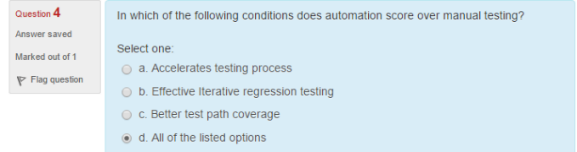 Question 4
Answer saved
Marked out of 1
Flag question
In which of the following conditions does automation score over manual testing?
Select one:
a. Accelerates testing process
b. Effective Iterative regression testing
c. Better test path coverage
d. All of the listed options